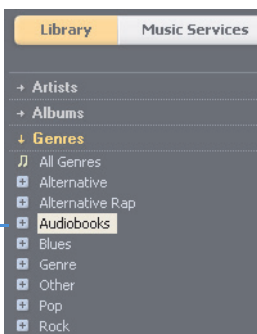 Library Music Services
Artists
Albums
Genres
All Genres
Alternative
Alternative Rap
Audiobooks
Blues
Genre
Other
Pop
Rock